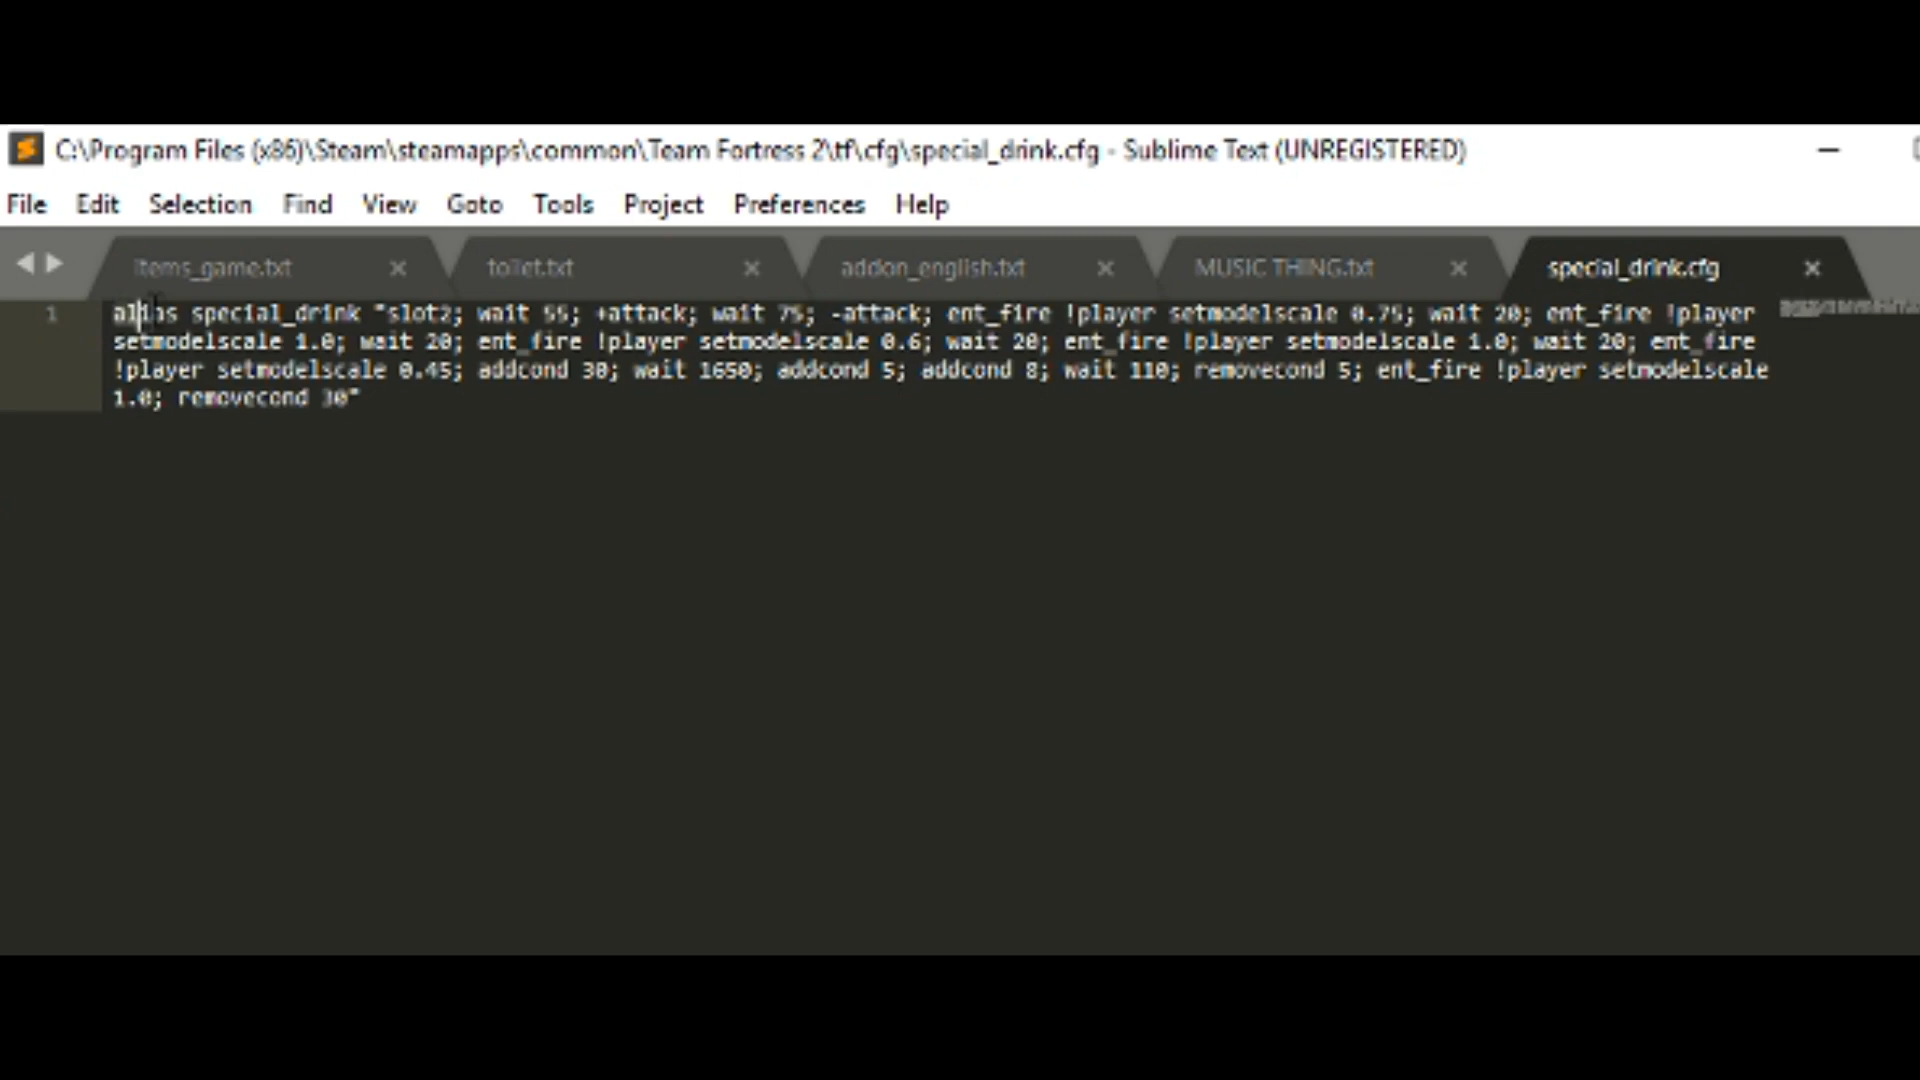 C:\Program Files (x86)\Steam\steamapps\common\Team Fortress 2\tf\cfg\special_drink.cfg - Sublime Text (UNREGISTERED)
File Edit Selection Find View Goto Tools Project Preferences Help
items_game.txt toilet.txt addon_english.txt MUSIC THING.txt special_drink.cfg
1 alias special_drink "slot2; wait 55; +attack; wait 75; -attack; ent_fire !player setmodelscale 0.75; wait 20; ent_fire !player
setmodelscale 1.0; wait 20; ent_fire !player setmodelscale 0.6; wait 20; ent_fire !player setmodelscale 1.0; wait 20; ent_fire
!player setmodelscale 0.45; addcond 30; wait 1650; addcond 5; addcond 8; wait 110; removecond 5; ent_fire !player setmodelscale
1.0; removecond 30"